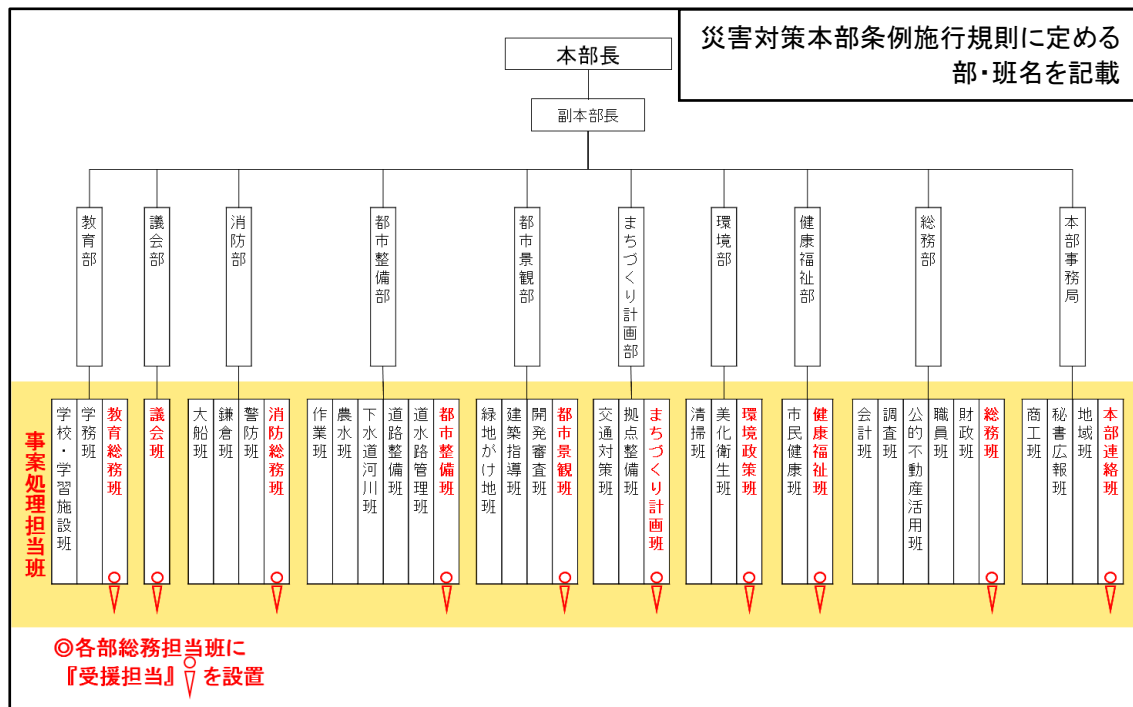 災害対策本部条例施行規則に定める
部・班名を記載
本部長
副本部長
教育部
議会部
消防部
都市整備部
都市景観部
まちづくり計画部
環境部
健康福祉部
総務部
本部事務局
事案処理担当班
学校・学習施設班
学務班
教育総務班
議会班
大船班
鎌倉班
警防班
消防総務班
作業班
農水班
下水道河川班
道路整備班
道水路管理班
都市整備班
緑地がけ地班
建築指導班
開発審査班
都市景観班
交通対策班
拠点整備班
まちづくり計画班
清掃班
美化衛生班
環境政策班
市民健康班
健康福祉班
会計班
調査班
公的不動産活用班
職員班
財政班
総務班
商工班
秘書広報班
地域班
本部連絡班
◎各部総務担当班に
『受援担当』を設置